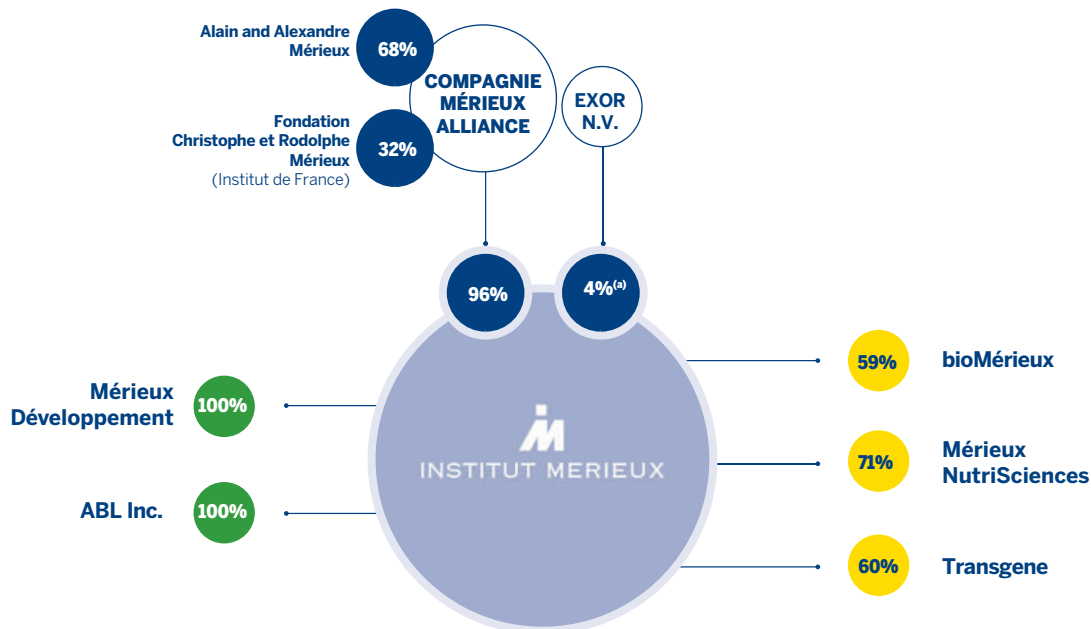 Alain and Alexandre
Mérieux
68%
COMPAGNIE
MÉRIEUX
ALLIANCE
EXOR
N.V.
Fondation
Christophe et Rodolphe
Mérieux
(Institut de France)
32%
96%
4%(a)
Mérieux
Développement
100%
ABL Inc.
100%
INSTITUT MERIEUX
59%
bioMérieux
71%
Mérieux
NutriSciences
60%
Transgene